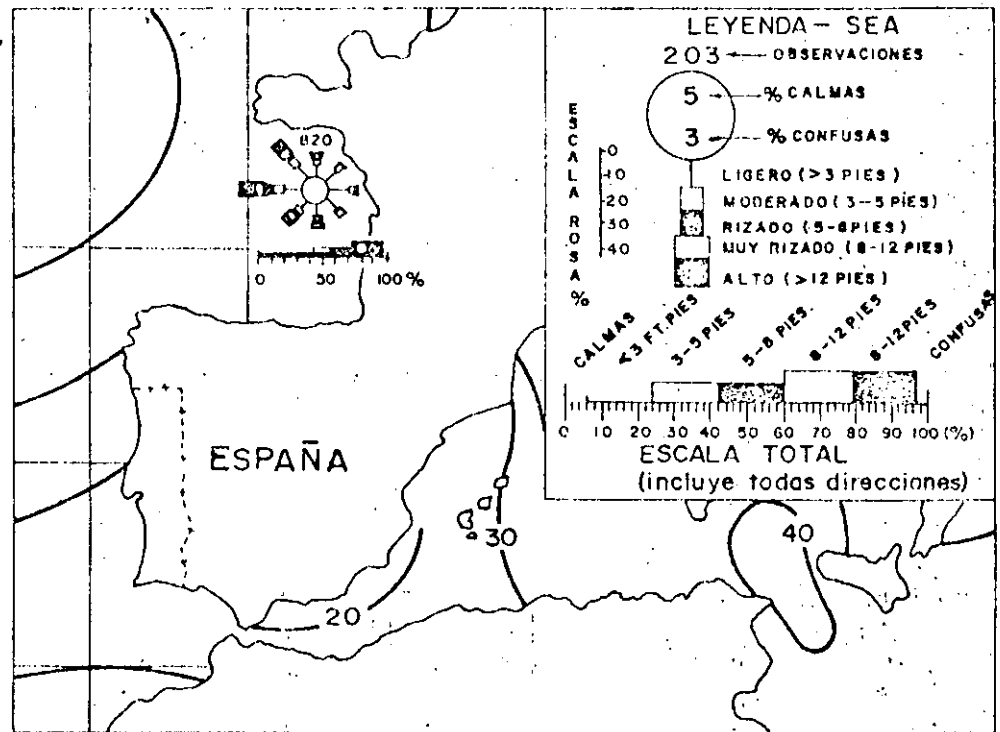 LEYENDA - SEA
203 OBSERVACIONES
5 % CALMAS
3 % CONFUSAS
ESCALA ROSA %
0
10
20
30
40
LIGERO (>3 PIES)
MODERADO (3-5 PIES)
RIZADO (5-8 PIES)
MUY RIZADO (8-12 PIES)
ALTO (>12 PIES)
CALMAS
<3 FT. PIES
3-5 PIES
5-8 PIES.
8-12 PIES
8-12 PIES
CONFUSAS
0 10 20 30 40 50 60 70 80 90 100 (%)
ESCALA TOTAL
(incluye todas direcciones)
820
0 50 100 %
ESPAÑA
30
40
20